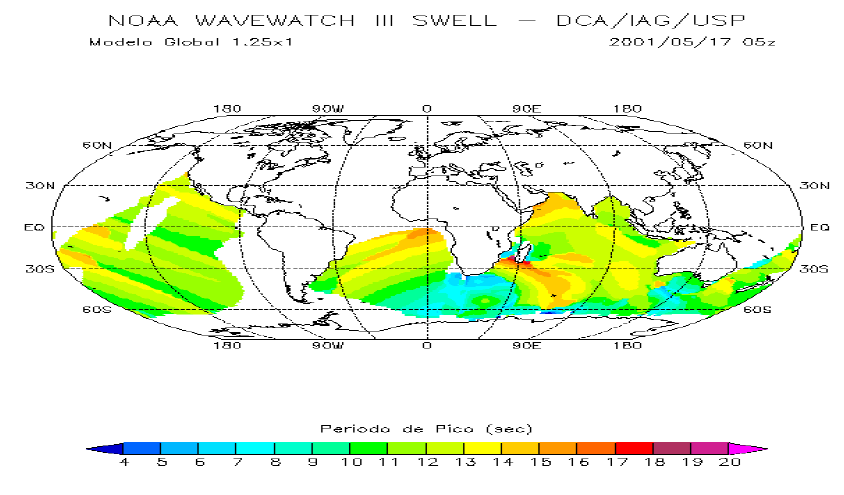 NOAA WAVEWATCH III SWELL – DCA/IAG/USP
Modelo Global 1.25x1 2001/05/17 05z
180 90W 0 90E 180
60N 60N
30N 30N
EQ EQ
30S 30S
60S 60S
180 90W 0 90E 180
Periodo de Pico (sec)
4 5 6 7 8 9 10 11 12 13 14 15 16 17 18 19 20